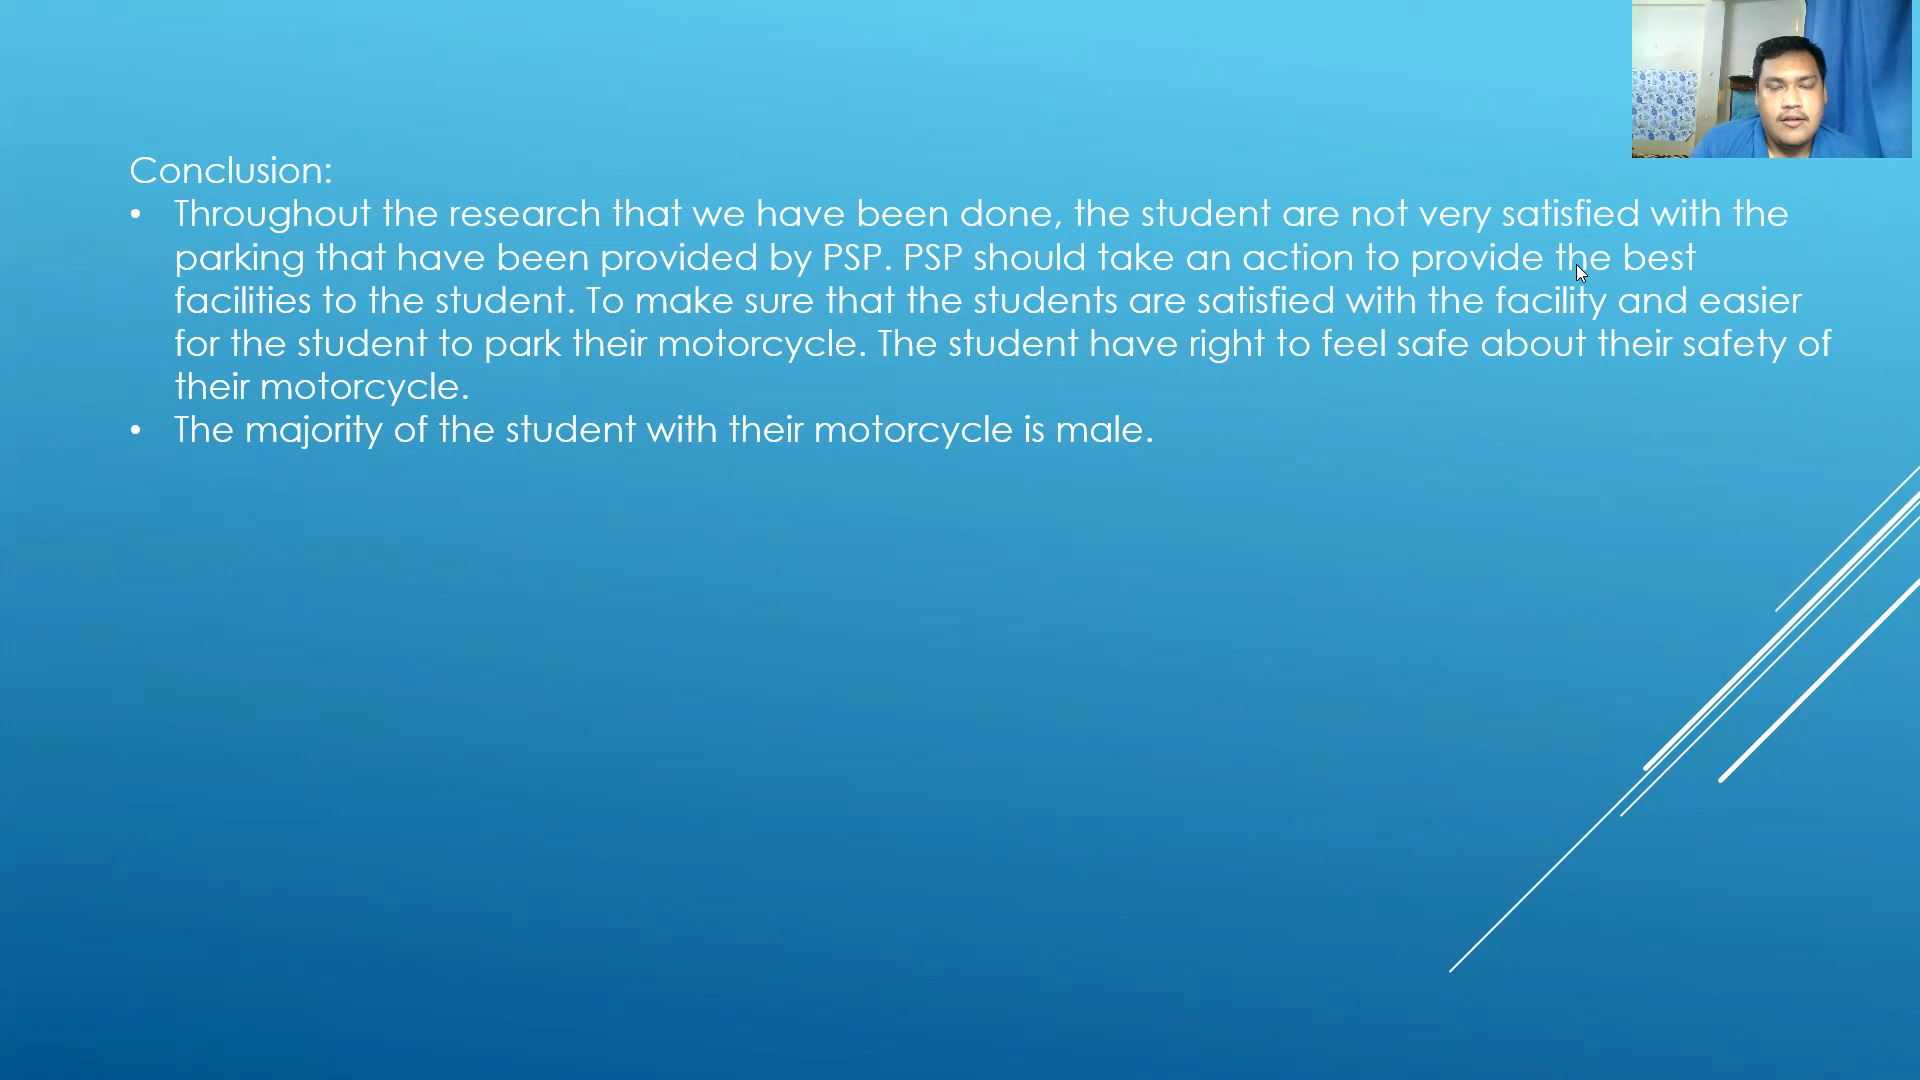 Conclusion:
• Throughout the research that we have been done, the student are not very satisfied with the
parking that have been provided by PSP. PSP should take an action to provide the best
facilities to the student. To make sure that the students are satisfied with the facility and easier
for the student to park their motorcycle. The student have right to feel safe about their safety of
their motorcycle.
• The majority of the student with their motorcycle is male.